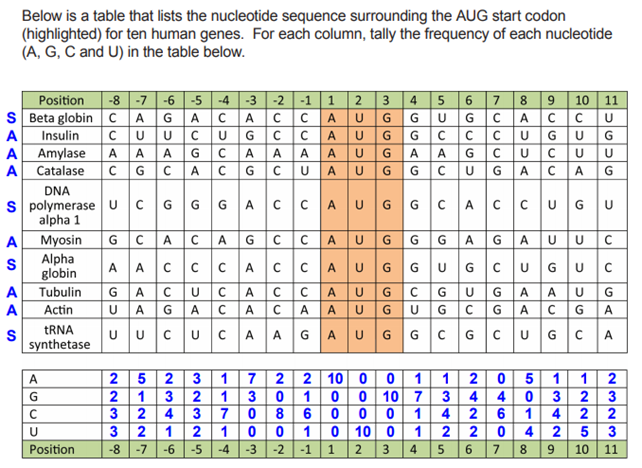 Below is a table that lists the nucleotide sequence surrounding the AUG start codon
(highlighted) for ten human genes. For each column, tally the frequency of each nucleotide
(A, G, C and U) in the table below.
Position -8 -7 -6 -5 -4 -3 -2 -1 1 2 3 4 5 6 7 8 9 10 11
S Beta globin C A G A C A C C A U G G U G C A C C U
A Insulin C U U C U G C C A U G G C C C U G U G
A Amylase A A A G C A A A A U G A A G C U C U U
A Catalase C G C A C G C U A U G G C U G A C A G
DNA
S polymerase U C G G G A C C A U G G C A C C U G U
alpha 1
A Myosin G C A C A G C C A U G G G A G A U U C
S Alpha
globin A A C C C A C C A U G G U G C U G U C
A Tubulin G A C U C A C C A U G C G U G A A U G
A Actin U A G A C A C A A U G U G C G A C G A
S tRNA
synthetase U U C U C A A G A U G G C G C U G C A
A 2 5 2 3 1 7 2 2 10 0 0 1 1 2 0 5 1 1 2
G 2 1 3 2 1 3 0 1 0 0 10 7 3 4 4 0 3 2 3
C 3 2 4 3 7 0 8 6 0 0 0 1 4 2 6 1 4 2 2
U 3 2 1 2 1 0 0 1 0 10 0 1 2 2 0 4 2 5 3
Position -8 -7 -6 -5 -4 -3 -2 -1 1 2 3 4 5 6 7 8 9 10 11